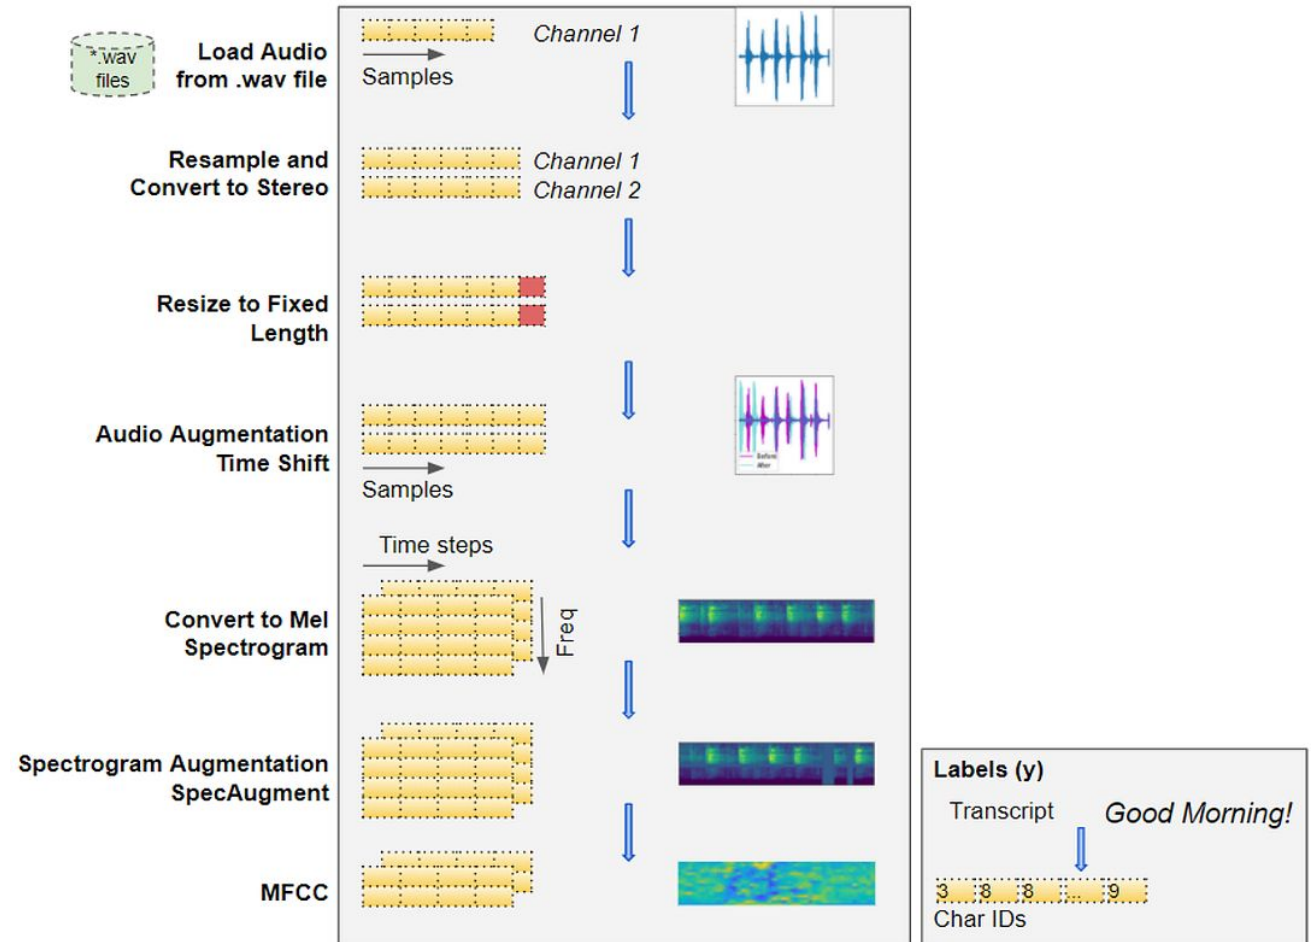 *.wav
files
Load Audio
from .wav file
Channel 1
Samples
Resample and
Convert to Stereo
Channel 1
Channel 2
Resize to Fixed
Length
Audio Augmentation
Time Shift
Before
After
Samples
Time steps
Convert to Mel
Spectrogram
Freq
Spectrogram Augmentation
SpecAugment
MFCC
Labels (y)
Transcript
Good Morning!
3 8 8 ... 9
Char IDs